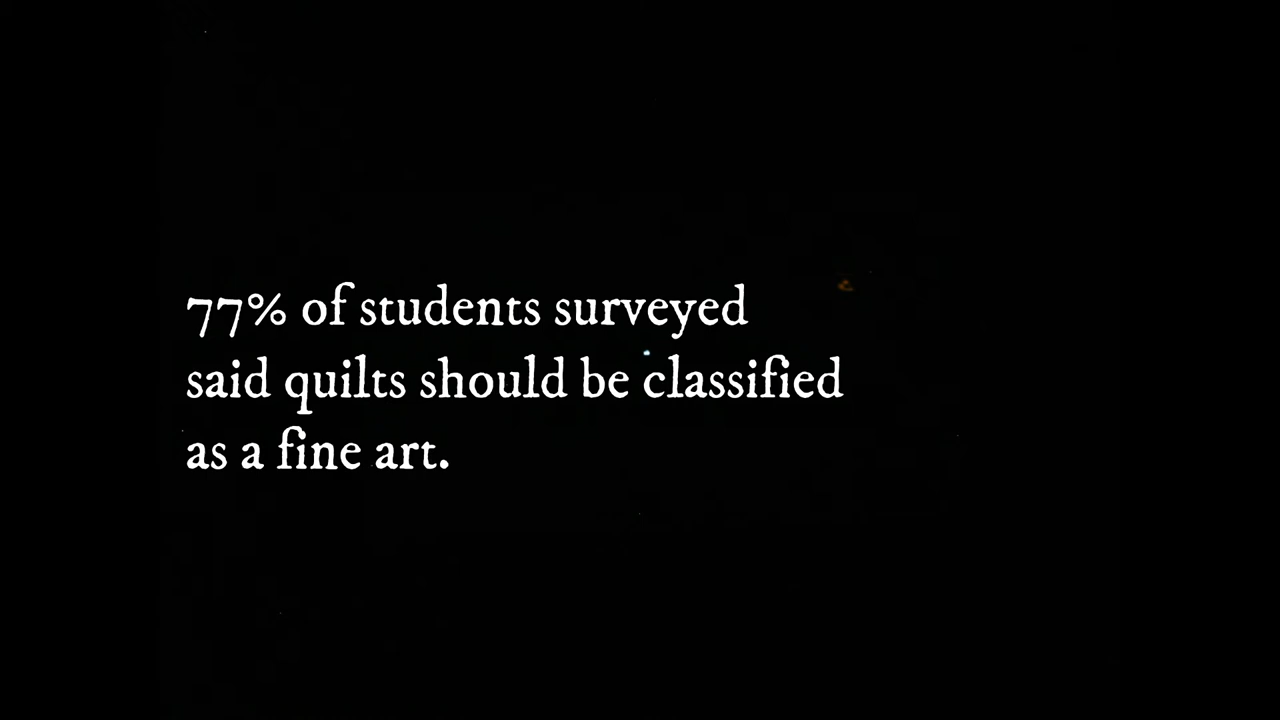 77% of students surveyed
said quilts should be classified
as a fine art.